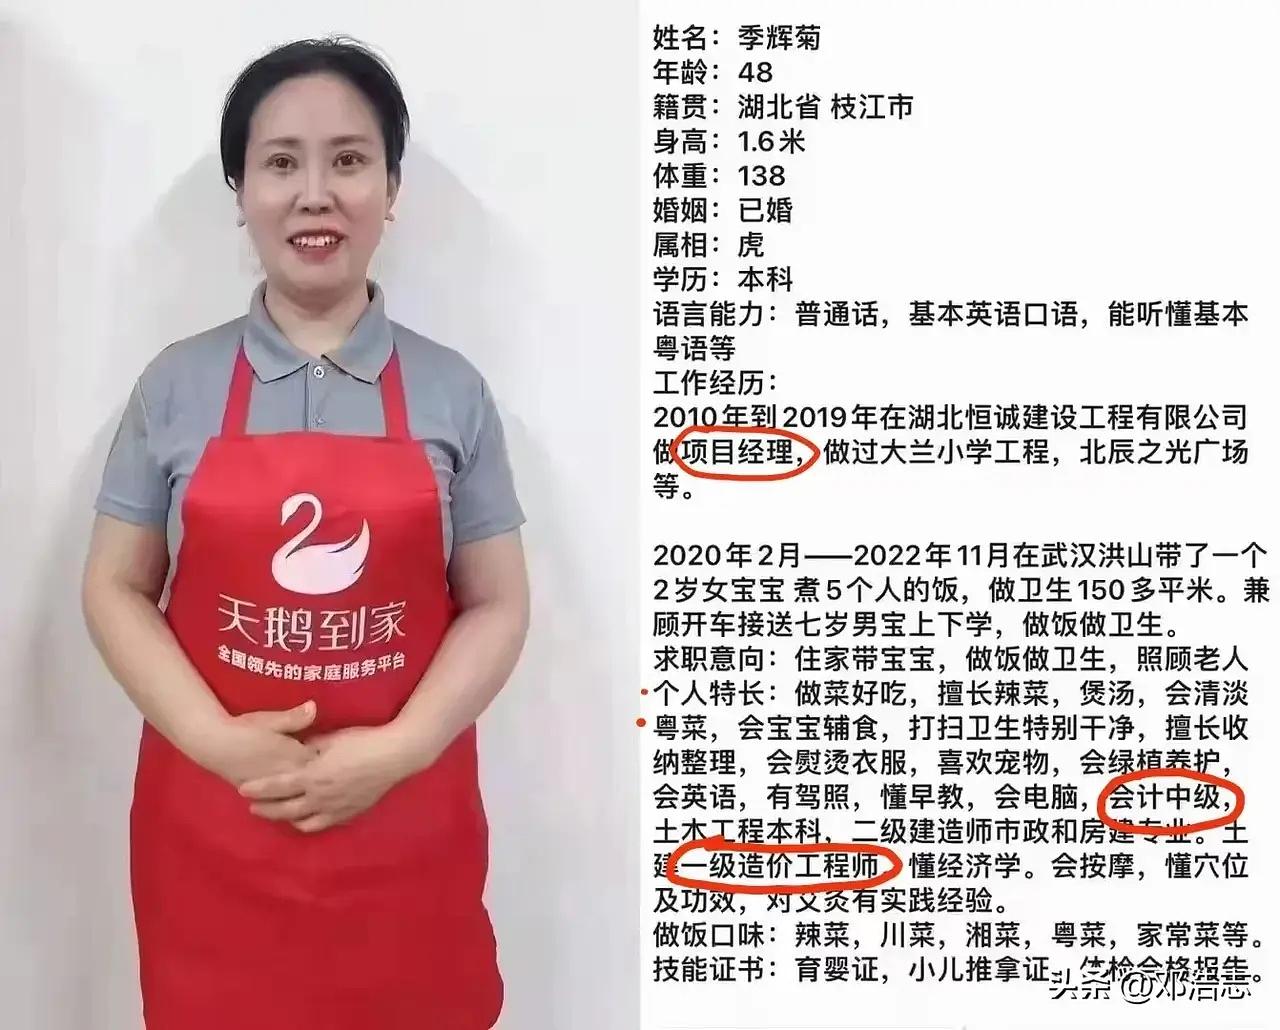 天鹅到家
全国领先的家庭服务平台
姓名：季辉菊
年龄：48
籍贯：湖北省 枝江市
身高：1.6米
体重：138
婚姻：已婚
属相：虎
学历：本科
语言能力：普通话，基本英语口语，能听懂基本
粤语等
工作经历：
2010年到2019年在湖北恒诚建设工程有限公司
做项目经理，做过大兰小学工程，北辰之光广场
等。
2020年2月——2022年11月在武汉洪山带了一个
2岁女宝宝 煮5个人的饭，做卫生150多平米。兼
顾开车接送七岁男宝上下学，做饭做卫生。
求职意向：住家带宝宝，做饭做卫生，照顾老人
个人特长：做菜好吃，擅长辣菜，煲汤，会清淡
粤菜，会宝宝辅食，打扫卫生特别干净，擅长收
纳整理，会熨烫衣服，喜欢宠物，会绿植养护，
会英语，有驾照，懂早教，会电脑，会计中级，
土木工程本科，二级建造师市政和房建专业。土
建一级造价工程师，懂经济学。会按摩，懂穴位
及功效，对艾灸有实践经验。
做饭口味：辣菜，川菜，湘菜，粤菜，家常菜等。
技能证书：育婴证，小儿推拿证，体检合格报告。
头条 @邓浩志